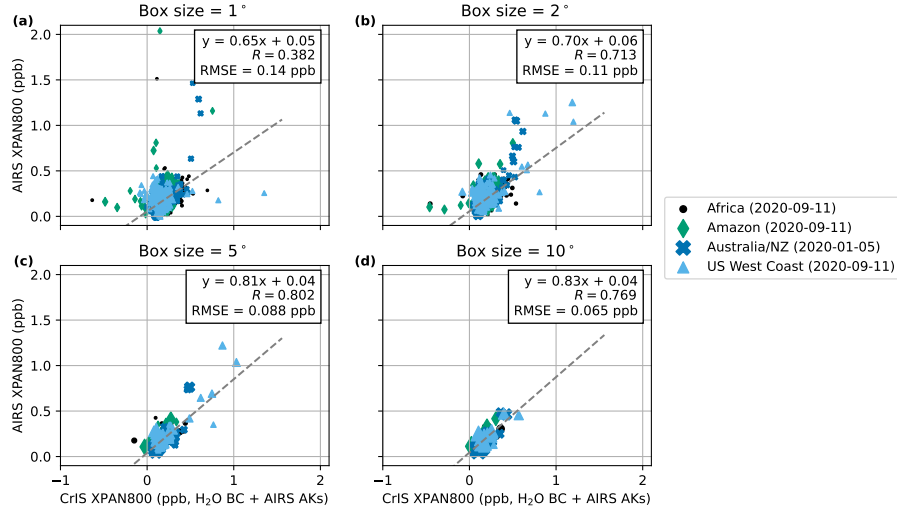 Box size = 1°
Box size = 2°
(a)
(b)
2.0
1.5
1.0
0.5
0.0
AIRS XPAN800 (ppb)
y = 0.65x + 0.05
R = 0.382
RMSE = 0.14 ppb
y = 0.70x + 0.06
R = 0.713
RMSE = 0.11 ppb
Africa (2020-09-11)
Amazon (2020-09-11)
Australia/NZ (2020-01-05)
US West Coast (2020-09-11)
Box size = 5°
Box size = 10°
(c)
(d)
2.0
1.5
1.0
0.5
0.0
AIRS XPAN800 (ppb)
y = 0.81x + 0.04
R = 0.802
RMSE = 0.088 ppb
y = 0.83x + 0.04
R = 0.769
RMSE = 0.065 ppb
−1 0 1 2
−1 0 1 2
CrIS XPAN800 (ppb, H₂O BC + AIRS AKs)
CrIS XPAN800 (ppb, H₂O BC + AIRS AKs)